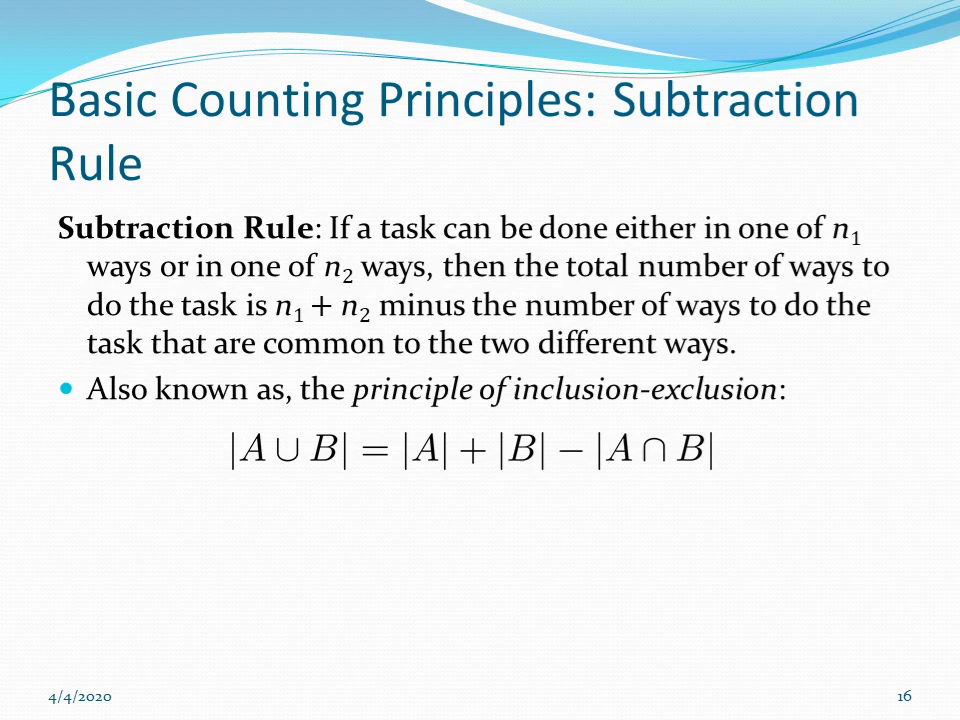 Basic Counting Principles: Subtraction
Rule
Subtraction Rule: If a task can be done either in one of n₁
ways or in one of n₂ ways, then the total number of ways to
do the task is n₁ + n₂ minus the number of ways to do the
task that are common to the two different ways.
• Also known as, the principle of inclusion-exclusion:
|A ∪ B| = |A| + |B| − |A ∩ B|
4/4/2020
16